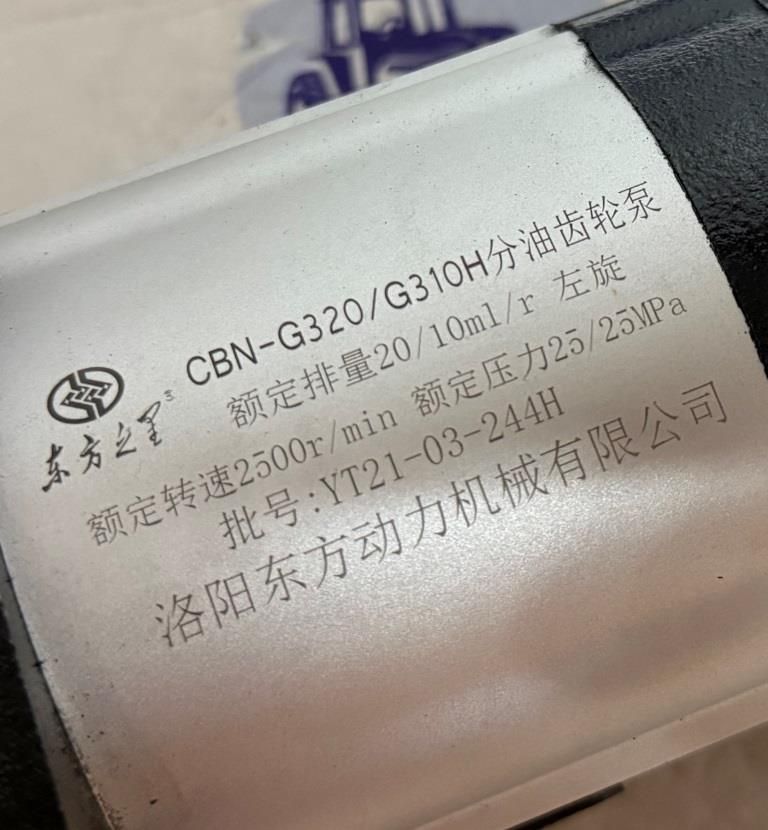 CBN-G320/G310H分油齿轮泵
额定排量20/10ml/r 左旋
东方之星
额定转速2500r/min 额定压力25/25MPa
批号:YT21-03-244H
洛阳东方动力机械有限公司